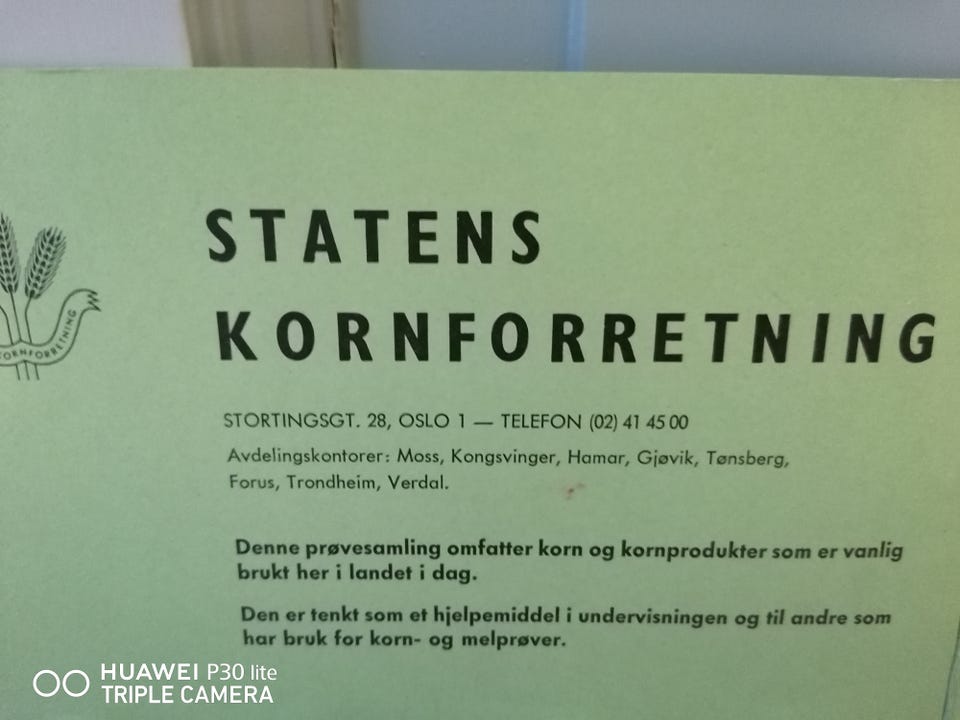 STATENS
KORNFORRETNING
KORNFORRETNING
STORTINGSGT. 28, OSLO 1 — TELEFON (02) 41 45 00
Avdelingskontorer: Moss, Kongsvinger, Hamar, Gjøvik, Tønsberg,
Forus, Trondheim, Verdal.
Denne prøvesamling omfatter korn og kornprodukter som er vanlig
brukt her i landet i dag.
Den er tenkt som et hjelpemiddel i undervisningen og til andre som
har bruk for korn- og melprøver.
HUAWEI P30 lite
TRIPLE CAMERA